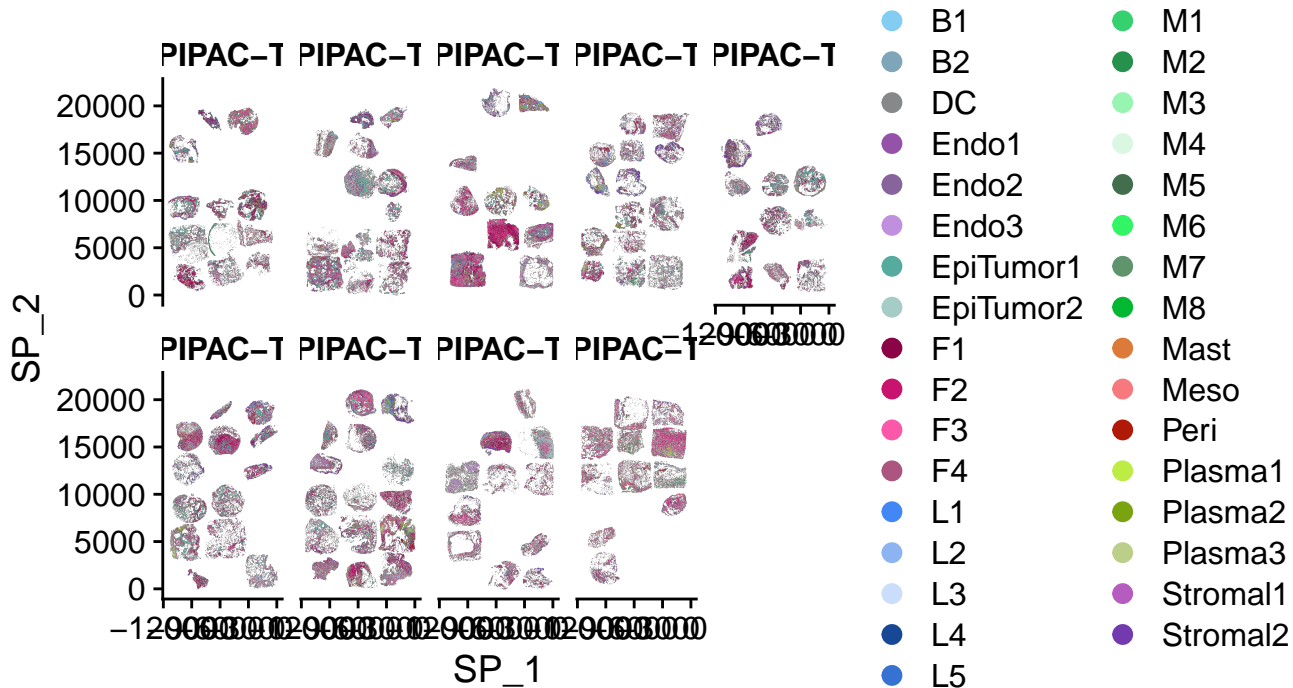 PIPAC–T PIPAC–T PIPAC–T PIPAC–T PIPAC–T
20000
15000
10000
5000
0
PIPAC–T PIPAC–T PIPAC–T PIPAC–T
20000
15000
10000
5000
0
SP_2
SP_1
B1
B2
DC
Endo1
Endo2
Endo3
EpiTumor1
EpiTumor2
F1
F2
F3
F4
L1
L2
L3
L4
L5
M1
M2
M3
M4
M5
M6
M7
M8
Mast
Meso
Peri
Plasma1
Plasma2
Plasma3
Stromal1
Stromal2